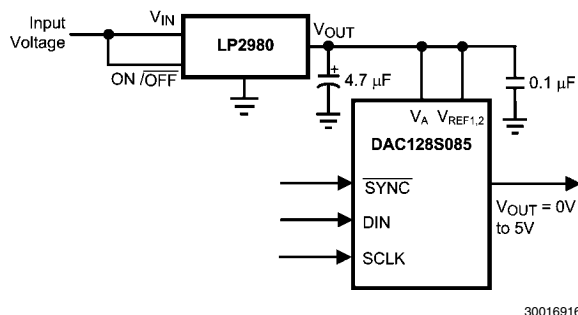 Input
Voltage
VIN
ON /OFF
LP2980
VOUT
+
4.7 µF
0.1 µF
VA VREF1,2
DAC128S085
SYNC
DIN
SCLK
VOUT = 0V
to 5V
30016916